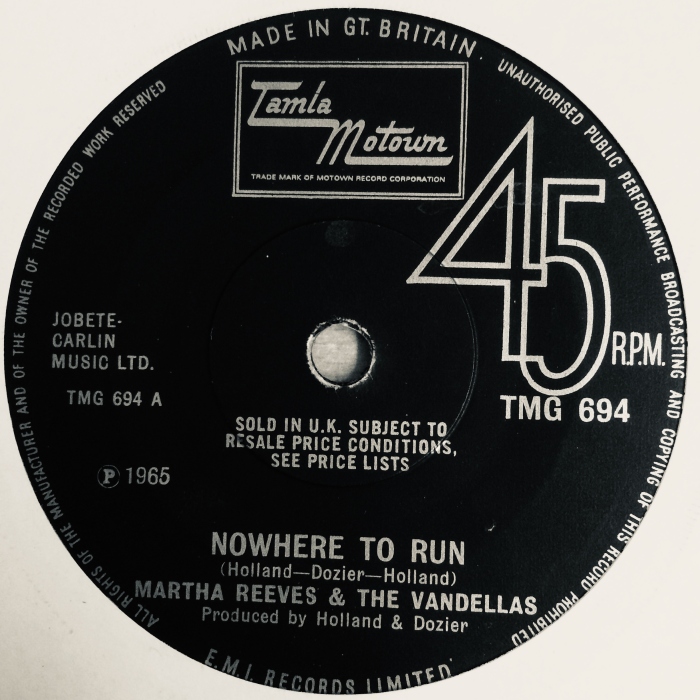 MADE IN GT. BRITAIN
UNAUTHORISED PUBLIC PERFORMANCE BROADCASTING AND COPYING OF THIS RECORD PROHIBITED
E.M.I. RECORDS LIMITED
ALL RIGHTS OF THE MANUFACTURER AND OF THE OWNER OF THE RECORDED WORK RESERVED
Tamla
Motown
TRADE MARK OF MOTOWN RECORD CORPORATION
45
R.P.M.
TMG 694
JOBETE-
CARLIN
MUSIC LTD.
TMG 694 A
SOLD IN U.K. SUBJECT TO
RESALE PRICE CONDITIONS,
SEE PRICE LISTS
Ⓟ 1965
NOWHERE TO RUN
(Holland—Dozier—Holland)
MARTHA REEVES & THE VANDELLAS
Produced by Holland & Dozier